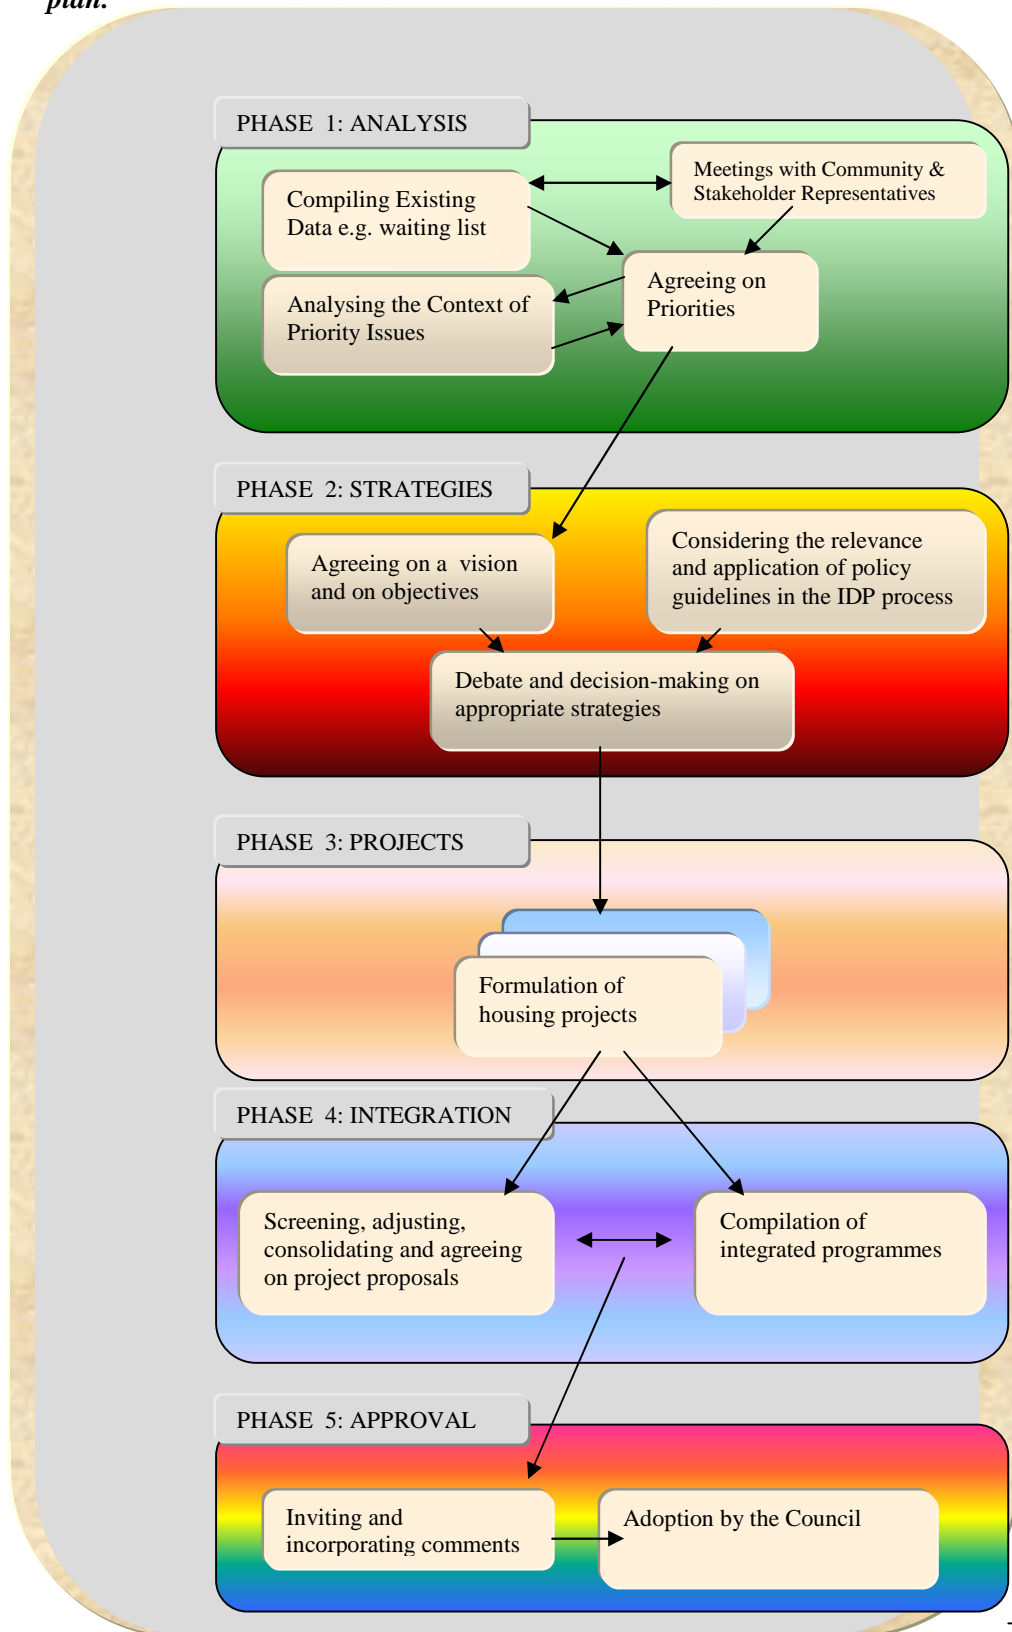 plan.
PHASE 1: ANALYSIS
Compiling Existing
Data e.g. waiting list
Meetings with Community &
Stakeholder Representatives
Agreeing on
Priorities
Analysing the Context of
Priority Issues
PHASE 2: STRATEGIES
Agreeing on a vision
and on objectives
Considering the relevance
and application of policy
guidelines in the IDP process
Debate and decision-making on
appropriate strategies
PHASE 3: PROJECTS
Formulation of
housing projects
PHASE 4: INTEGRATION
Screening, adjusting,
consolidating and agreeing
on project proposals
Compilation of
integrated programmes
PHASE 5: APPROVAL
Inviting and
incorporating comments
Adoption by the Council